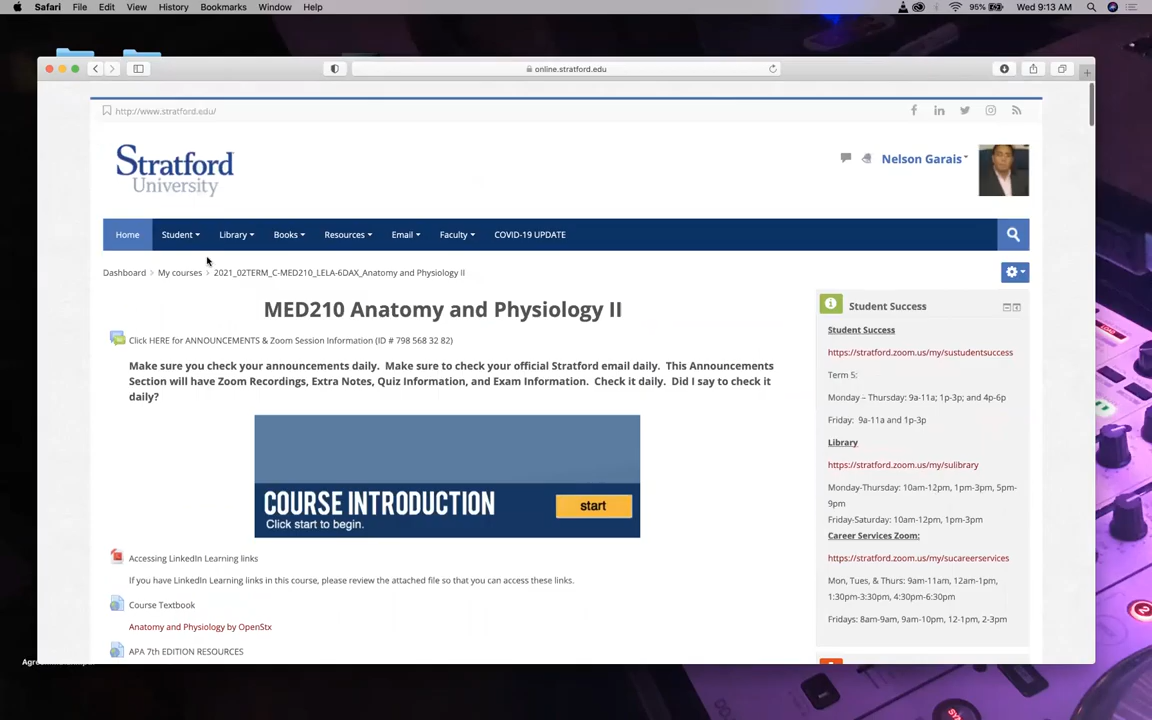 Safari File Edit View History Bookmarks Window Help 95% Wed 9:13 AM
online.stratford.edu
http://www.stratford.edu/
Stratford
University
Nelson Garais
Home Student Library Books Resources Email Faculty COVID-19 UPDATE
Dashboard My courses 2021_02TERM_C-MED210_LELA-6DAX_Anatomy and Physiology II
MED210 Anatomy and Physiology II
Click HERE for ANNOUNCEMENTS & Zoom Session Information (ID # 798 568 32 82)
Make sure you check your announcements daily. Make sure to check your official Stratford email daily. This Announcements
Section will have Zoom Recordings, Extra Notes, Quiz Information, and Exam Information. Check it daily. Did I say to check it
daily?
COURSE INTRODUCTION
Click start to begin.
start
Accessing LinkedIn Learning links
If you have LinkedIn Learning links in this course, please review the attached file so that you can access these links.
Course Textbook
Anatomy and Physiology by OpenStx
APA 7th EDITION RESOURCES
Student Success
Student Success
https://stratford.zoom.us/my/sustudentsuccess
Term 5:
Monday – Thursday: 9a-11a; 1p-3p; and 4p-6p
Friday: 9a-11a and 1p-3p
Library
https://stratford.zoom.us/my/sulibrary
Monday-Thursday: 10am-12pm, 1pm-3pm, 5pm-
9pm
Friday-Saturday: 10am-12pm, 1pm-3pm
Career Services Zoom:
https://stratford.zoom.us/my/sucareerservices
Mon, Tues, & Thurs: 9am-11am, 12am-1pm,
1:30pm-3:30pm, 4:30pm-6:30pm
Fridays: 8am-9am, 9am-10pm, 12-1pm, 2-3pm